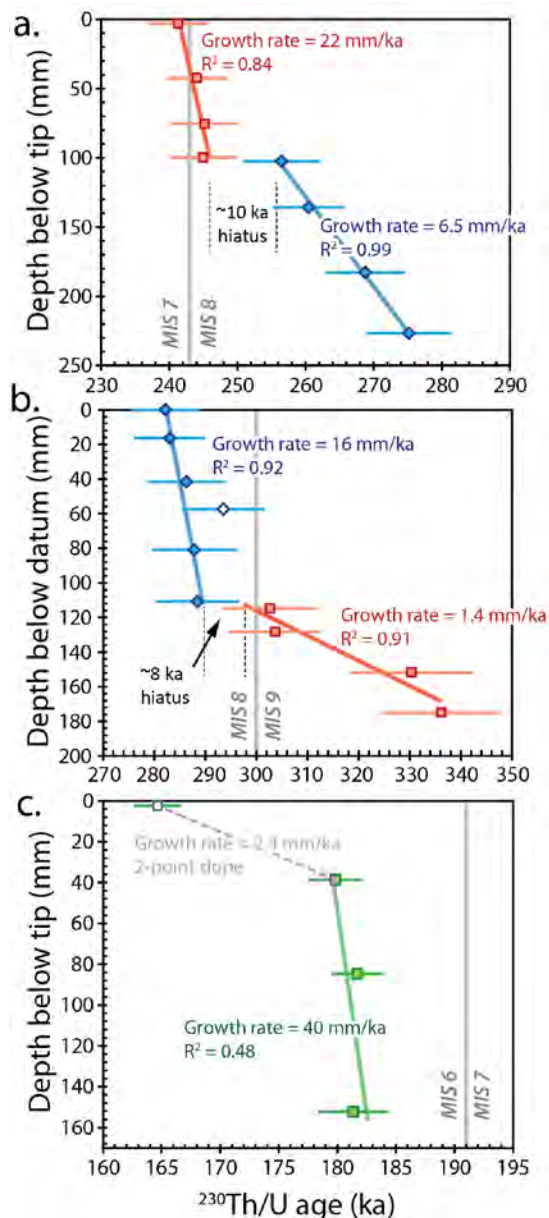 a.
Depth below tip (mm)
0
50
100
150
200
250
Growth rate = 22 mm/ka
R² = 0.84
~10 ka
hiatus
Growth rate = 6.5 mm/ka
R² = 0.99
MIS 7
MIS 8
230 240 250 260 270 280 290
b.
Depth below datum (mm)
0
20
40
60
80
100
120
140
160
180
200
Growth rate = 16 mm/ka
R² = 0.92
Growth rate = 1.4 mm/ka
R² = 0.91
~8 ka
hiatus
MIS 8
MIS 9
270 280 290 300 310 320 330 340 350
c.
Depth below tip (mm)
0
20
40
60
80
100
120
140
160
Growth rate = 2.4 mm/ka
2-point slope
Growth rate = 40 mm/ka
R² = 0.48
MIS 6
MIS 7
160 165 170 175 180 185 190 195
²³⁰Th/U age (ka)